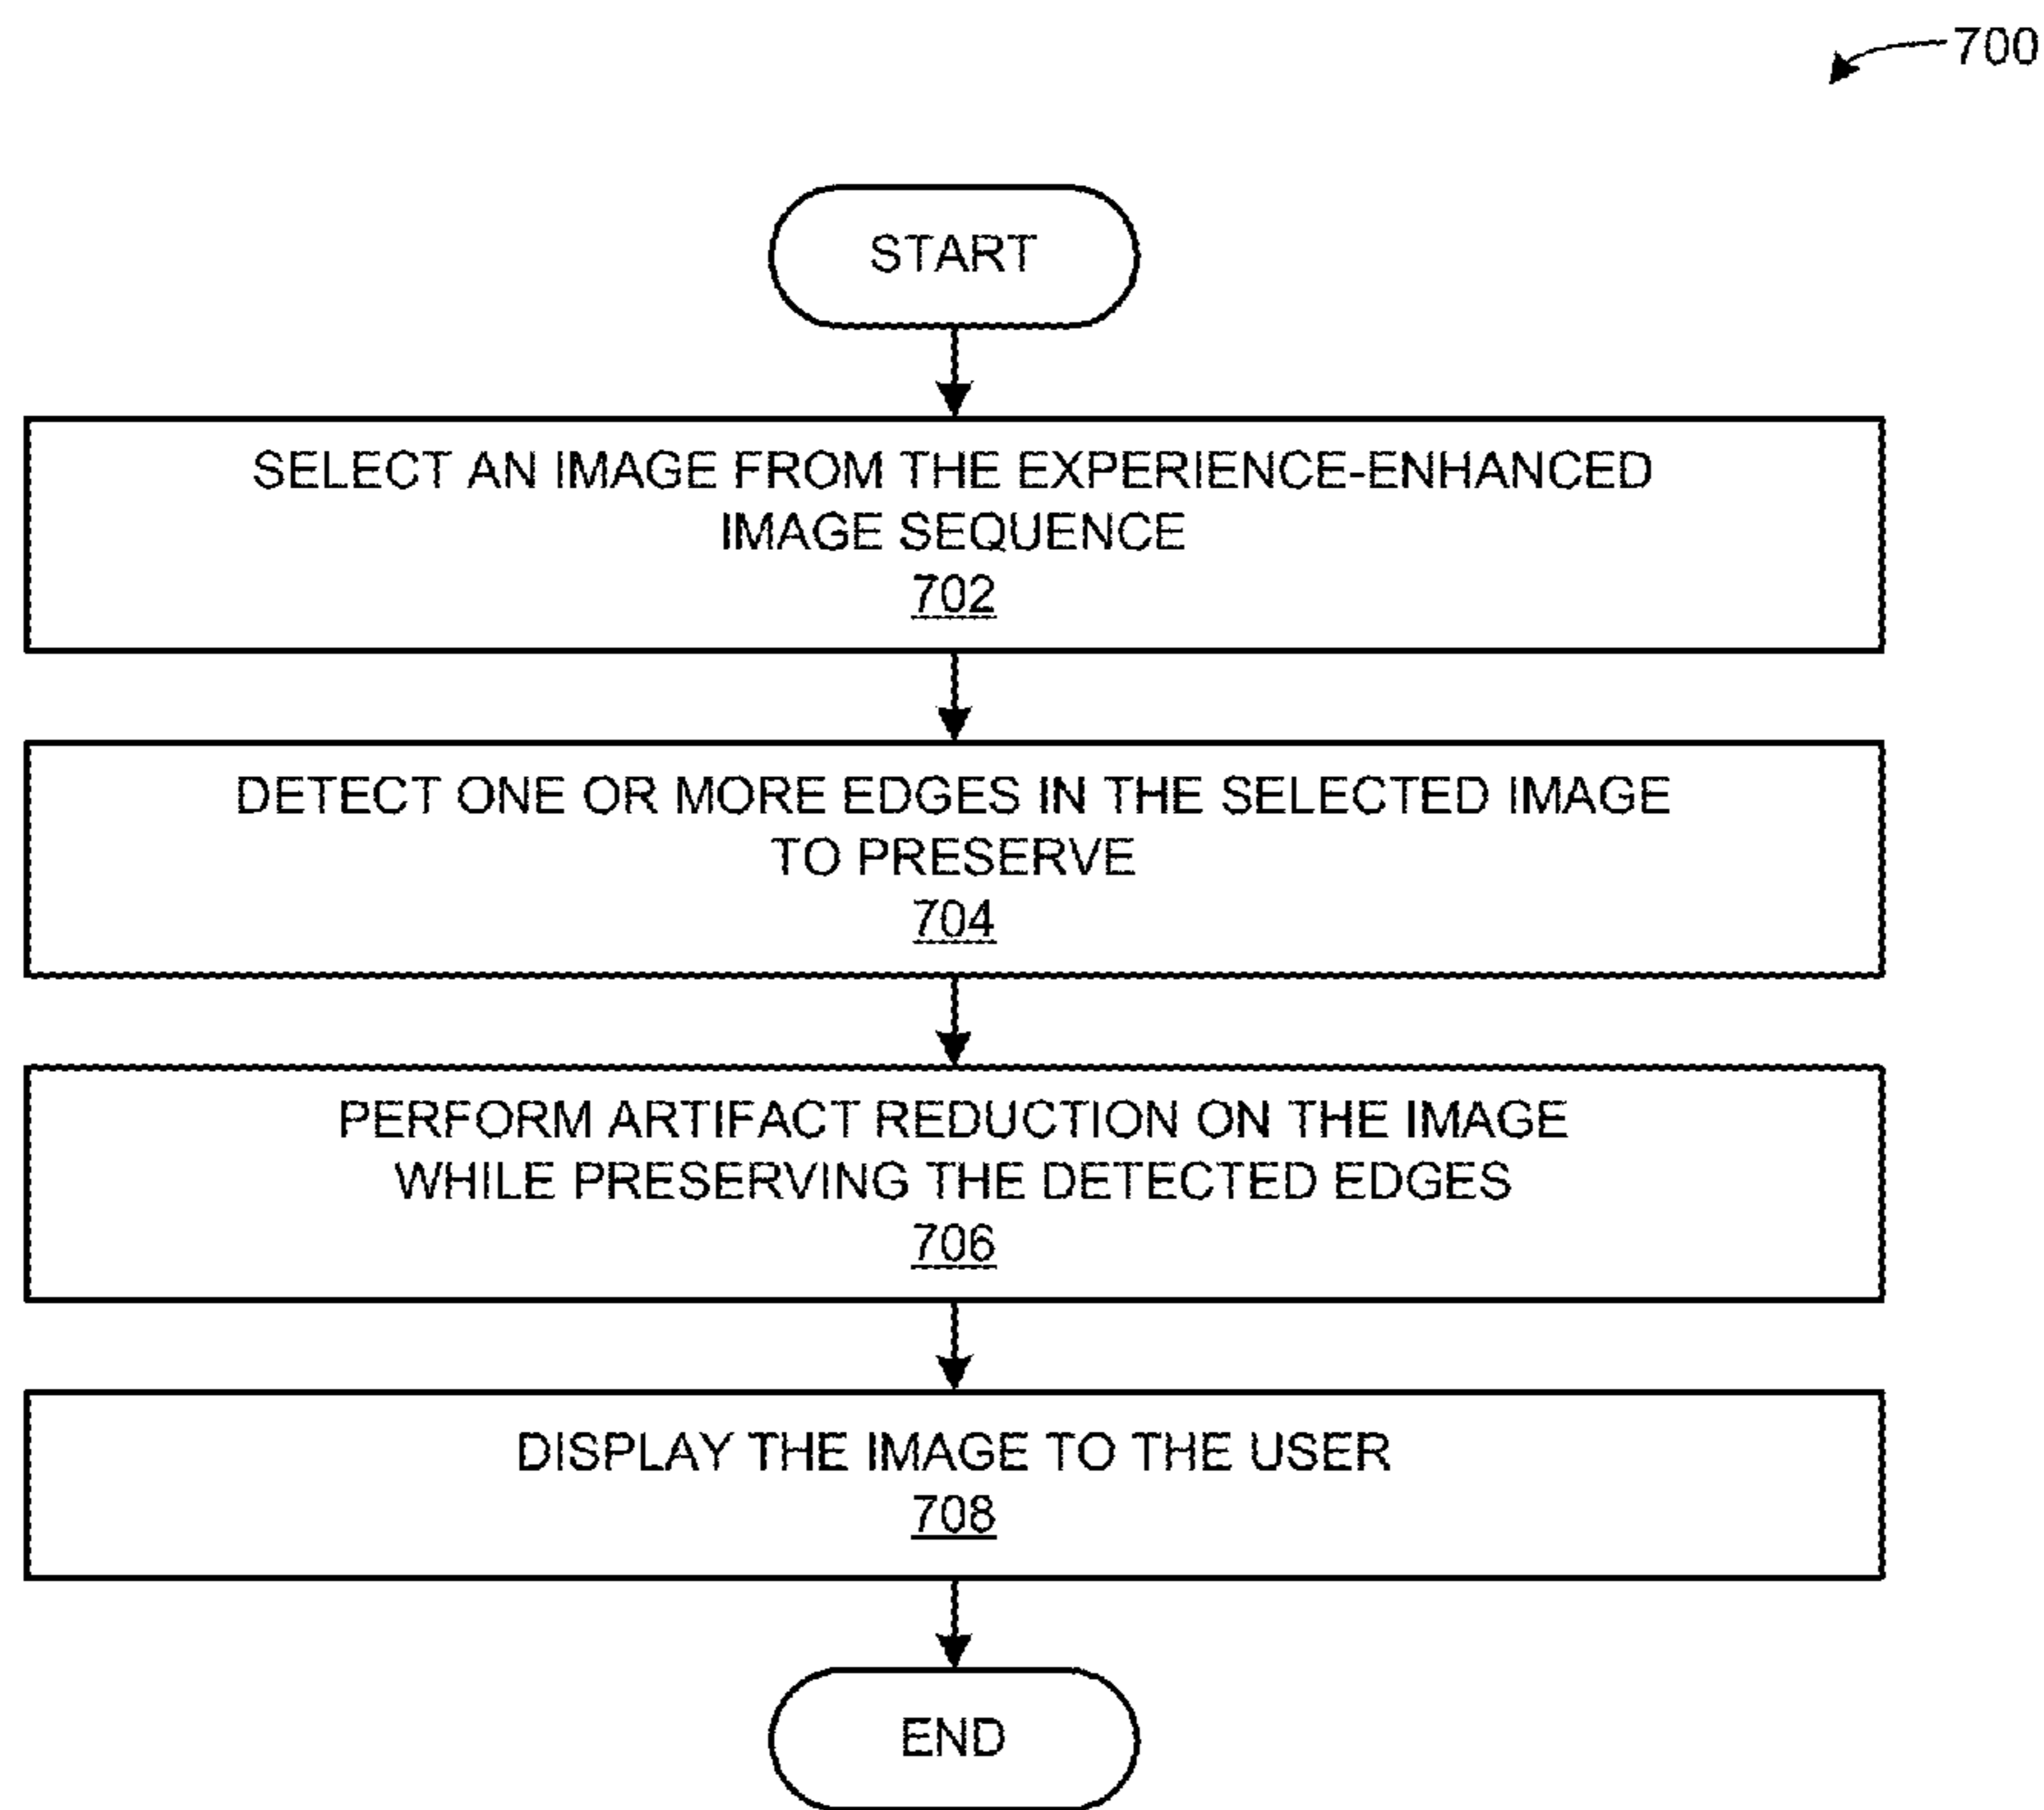 700
START
SELECT AN IMAGE FROM THE EXPERIENCE-ENHANCED
IMAGE SEQUENCE
702
DETECT ONE OR MORE EDGES IN THE SELECTED IMAGE
TO PRESERVE
704
PERFORM ARTIFACT REDUCTION ON THE IMAGE
WHILE PRESERVING THE DETECTED EDGES
706
DISPLAY THE IMAGE TO THE USER
708
END